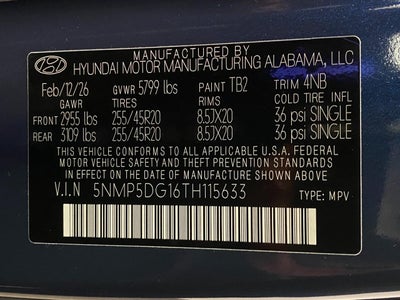 MANUFACTURED BY
HYUNDAI MOTOR MANUFACTURING ALABAMA, LLC
Feb/12/26 GVWR 5799 lbs PAINT TB2 TRIM 4NB
GAWR TIRES RIMS COLD TIRE INFL
FRONT 2955 lbs 255/45R20 8.5JX20 36 psi SINGLE
REAR 3109 lbs 255/45R20 8.5JX20 36 psi SINGLE
THIS VEHICLE CONFORMS TO ALL APPLICABLE U.S.A. FEDERAL
MOTOR VEHICLE SAFETY, BUMPER, AND THEFT PREVENTION STANDARDS
IN EFFECT ON THE DATE OF MANUFACTURE SHOWN ABOVE.
V.I.N 5NMP5DG16TH115633 TYPE: MPV